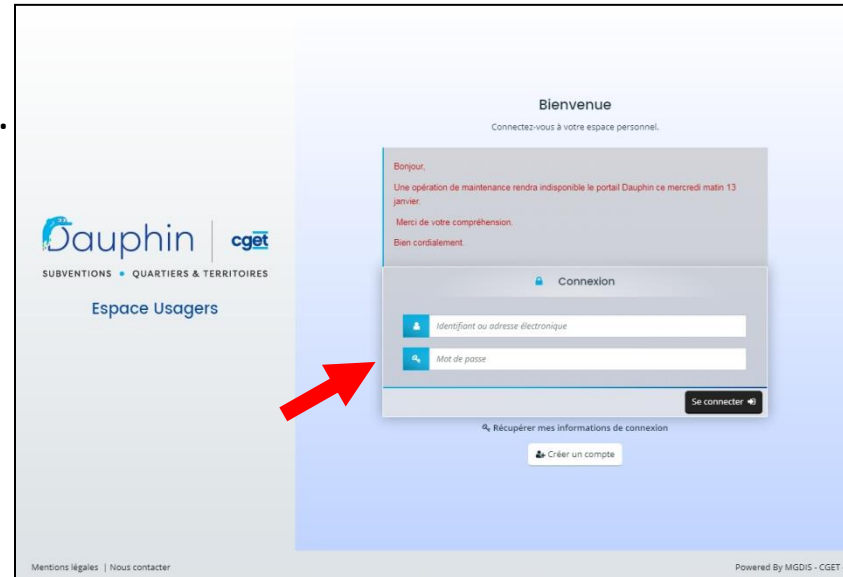 Bienvenue
Connectez-vous à votre espace personnel.
Bonjour,
Une opération de maintenance rendra indisponible le portail Dauphin ce mercredi matin 13
janvier.
Merci de votre compréhension.
Bien cordialement.
Dauphin | cget
SUBVENTIONS • QUARTIERS & TERRITOIRES
Espace Usagers
Connexion
Identifiant ou adresse électronique
Mot de passe
Se connecter
Récupérer mes informations de connexion
Créer un compte
Mentions légales | Nous contacter
Powered By MGDIS - CGET